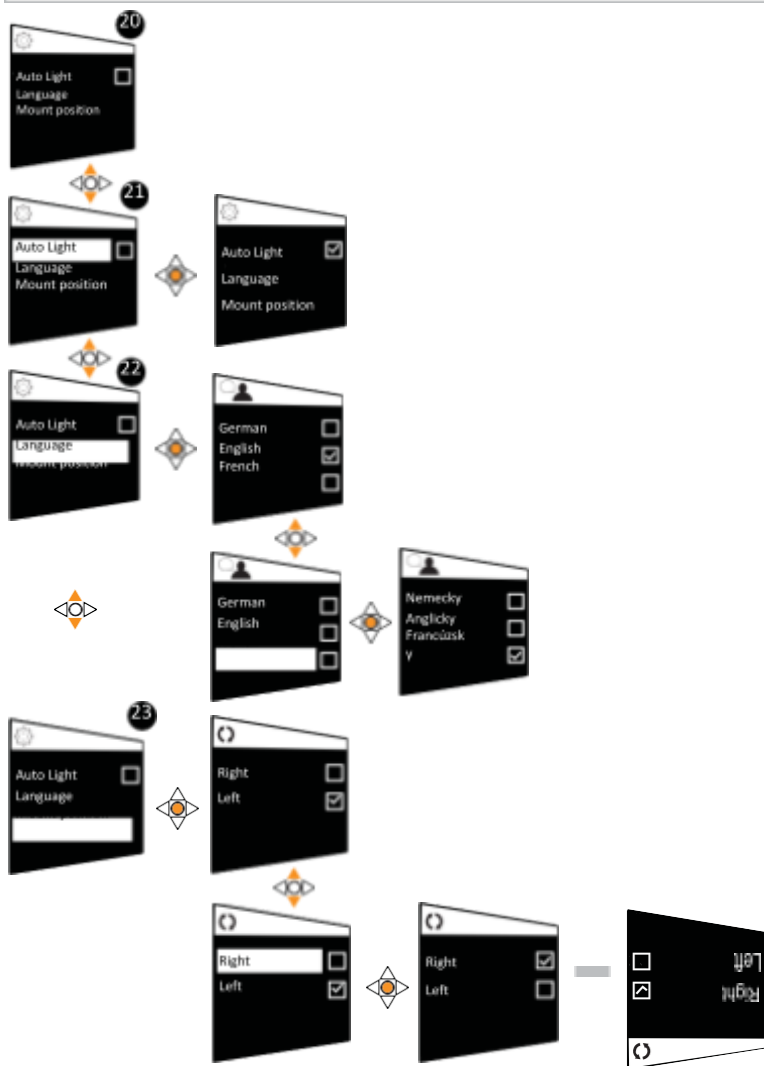 20
Auto Light
Language
Mount position
21
Auto Light
Language
Mount position
Auto Light
Language
Mount position
22
Auto Light
Language
Mount position
German
English
French
German
English
Nemecky
Anglicky
Francúzsk
y
23
Auto Light
Language
Right
Left
Right
Left
Right
Left
Left
Right